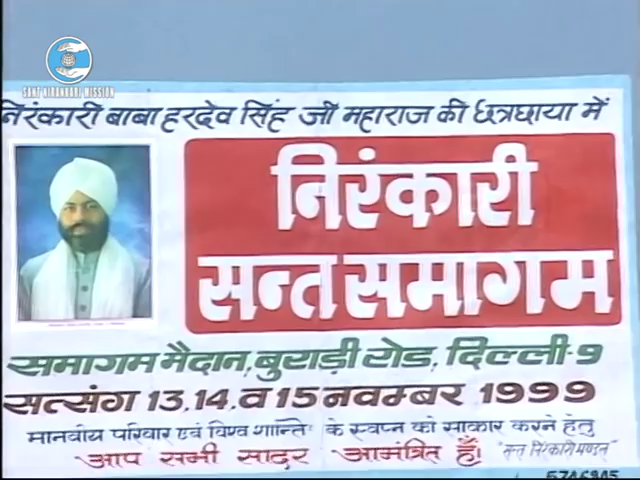 SANT NIRANKARI MISSION
निरंकारी बाबा हरदेव सिंह जी महाराज की छत्रछाया में
निरंकारी
सन्त समागम
समागम मैदान, बुराड़ी रोड, दिल्ली-9
सत्संग 13,14, व 15 नवम्बर 1999
मानवीय परिवार एवं विश्व शान्ति के स्वप्न को साकार करने हेतु
आप सभी सादर आमंत्रित हैं।
"सन्त निरंकारी मण्डल"